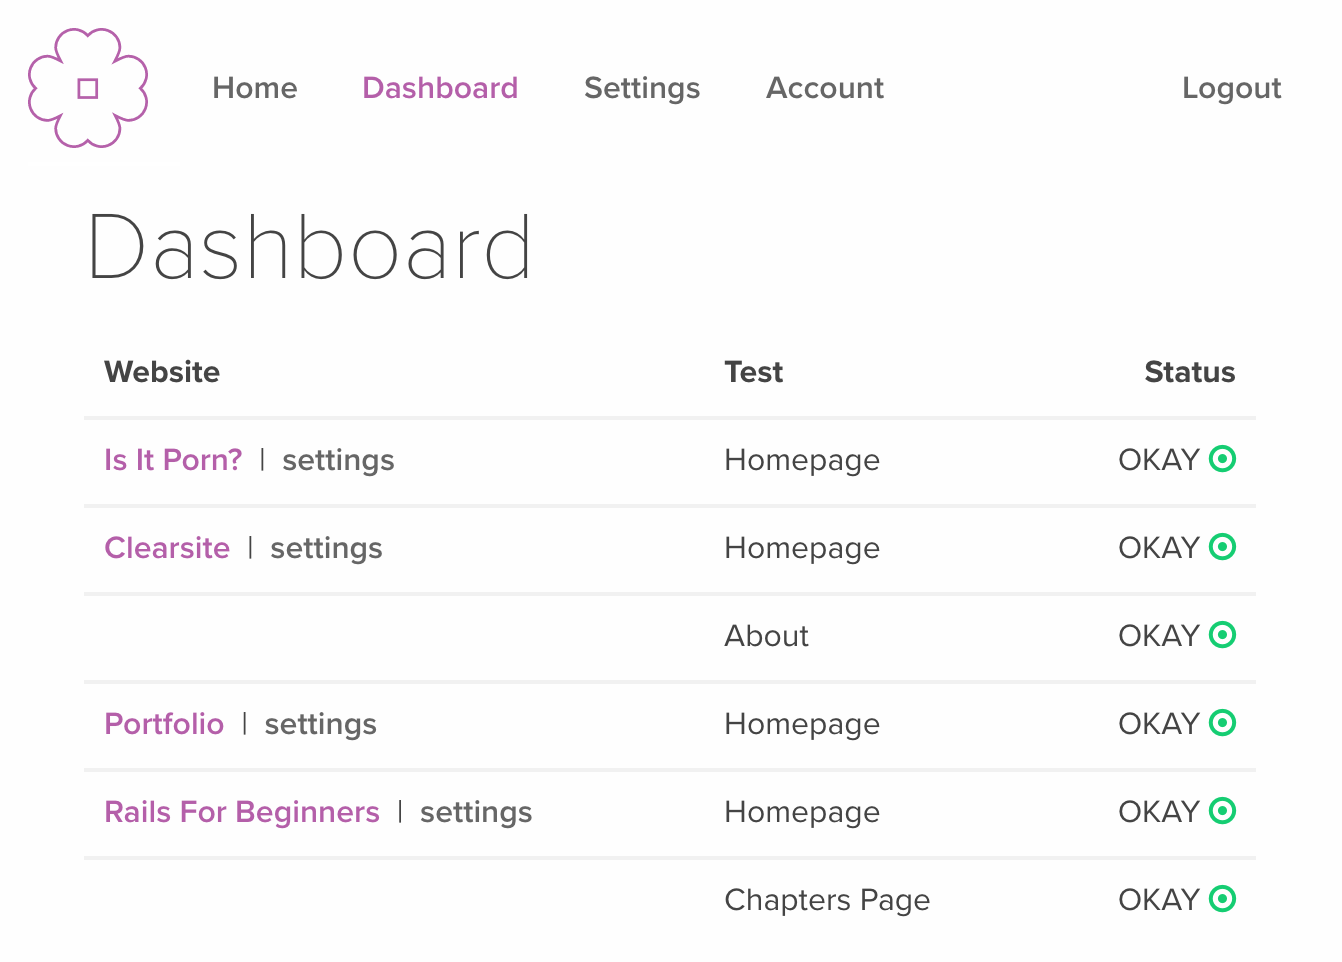 Home Dashboard Settings Account Logout
Dashboard
Website Test Status
Is It Porn? | settings Homepage OKAY
Clearsite | settings Homepage OKAY
About OKAY
Portfolio | settings Homepage OKAY
Rails For Beginners | settings Homepage OKAY
Chapters Page OKAY